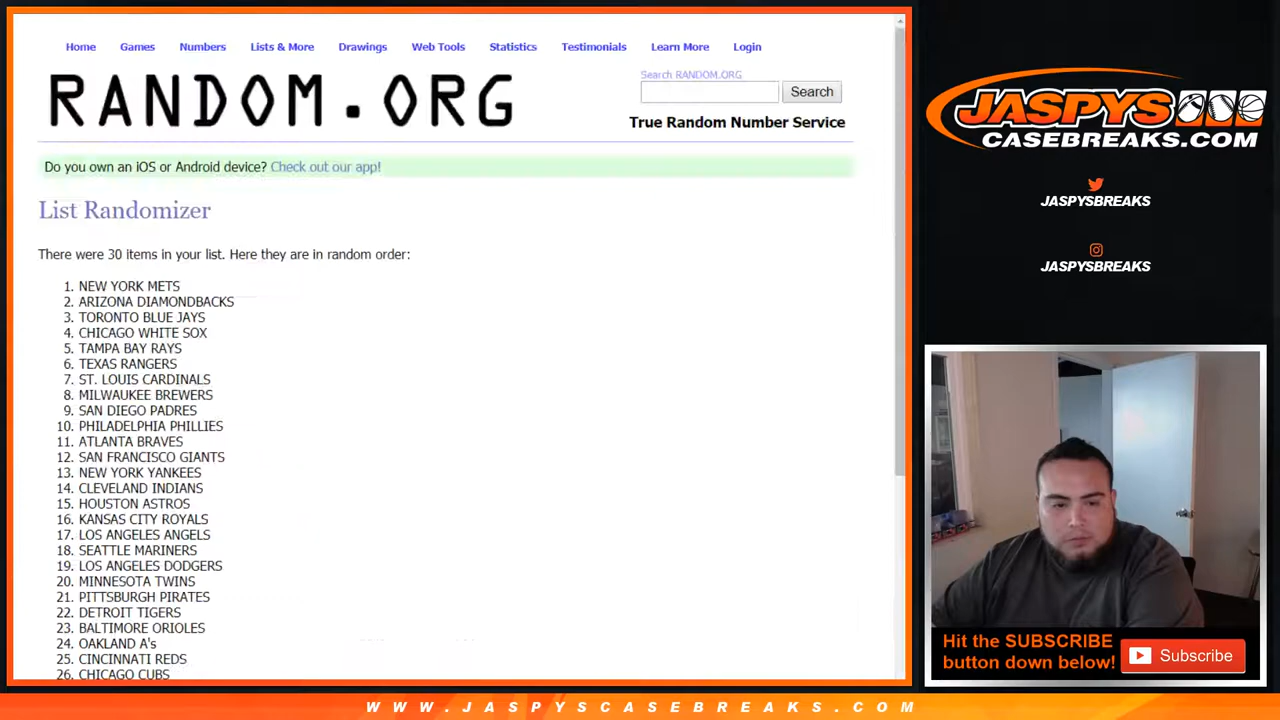 Home Games Numbers Lists & More Drawings Web Tools Statistics Testimonials Learn More Login
RANDOM.ORG
Search RANDOM.ORG
Search
True Random Number Service
Do you own an iOS or Android device? Check out our app!
List Randomizer
There were 30 items in your list. Here they are in random order:
1. NEW YORK METS
2. ARIZONA DIAMONDBACKS
3. TORONTO BLUE JAYS
4. CHICAGO WHITE SOX
5. TAMPA BAY RAYS
6. TEXAS RANGERS
7. ST. LOUIS CARDINALS
8. MILWAUKEE BREWERS
9. SAN DIEGO PADRES
10. PHILADELPHIA PHILLIES
11. ATLANTA BRAVES
12. SAN FRANCISCO GIANTS
13. NEW YORK YANKEES
14. CLEVELAND INDIANS
15. HOUSTON ASTROS
16. KANSAS CITY ROYALS
17. LOS ANGELES ANGELS
18. SEATTLE MARINERS
19. LOS ANGELES DODGERS
20. MINNESOTA TWINS
21. PITTSBURGH PIRATES
22. DETROIT TIGERS
23. BALTIMORE ORIOLES
24. OAKLAND A's
25. CINCINNATI REDS
26. CHICAGO CUBS
JASPYS
CASEBREAKS.COM
JASPYSBREAKS
JASPYSBREAKS
Hit the SUBSCRIBE
button down below!
Subscribe
WWW.JASPYSCASEBREAKS.COM